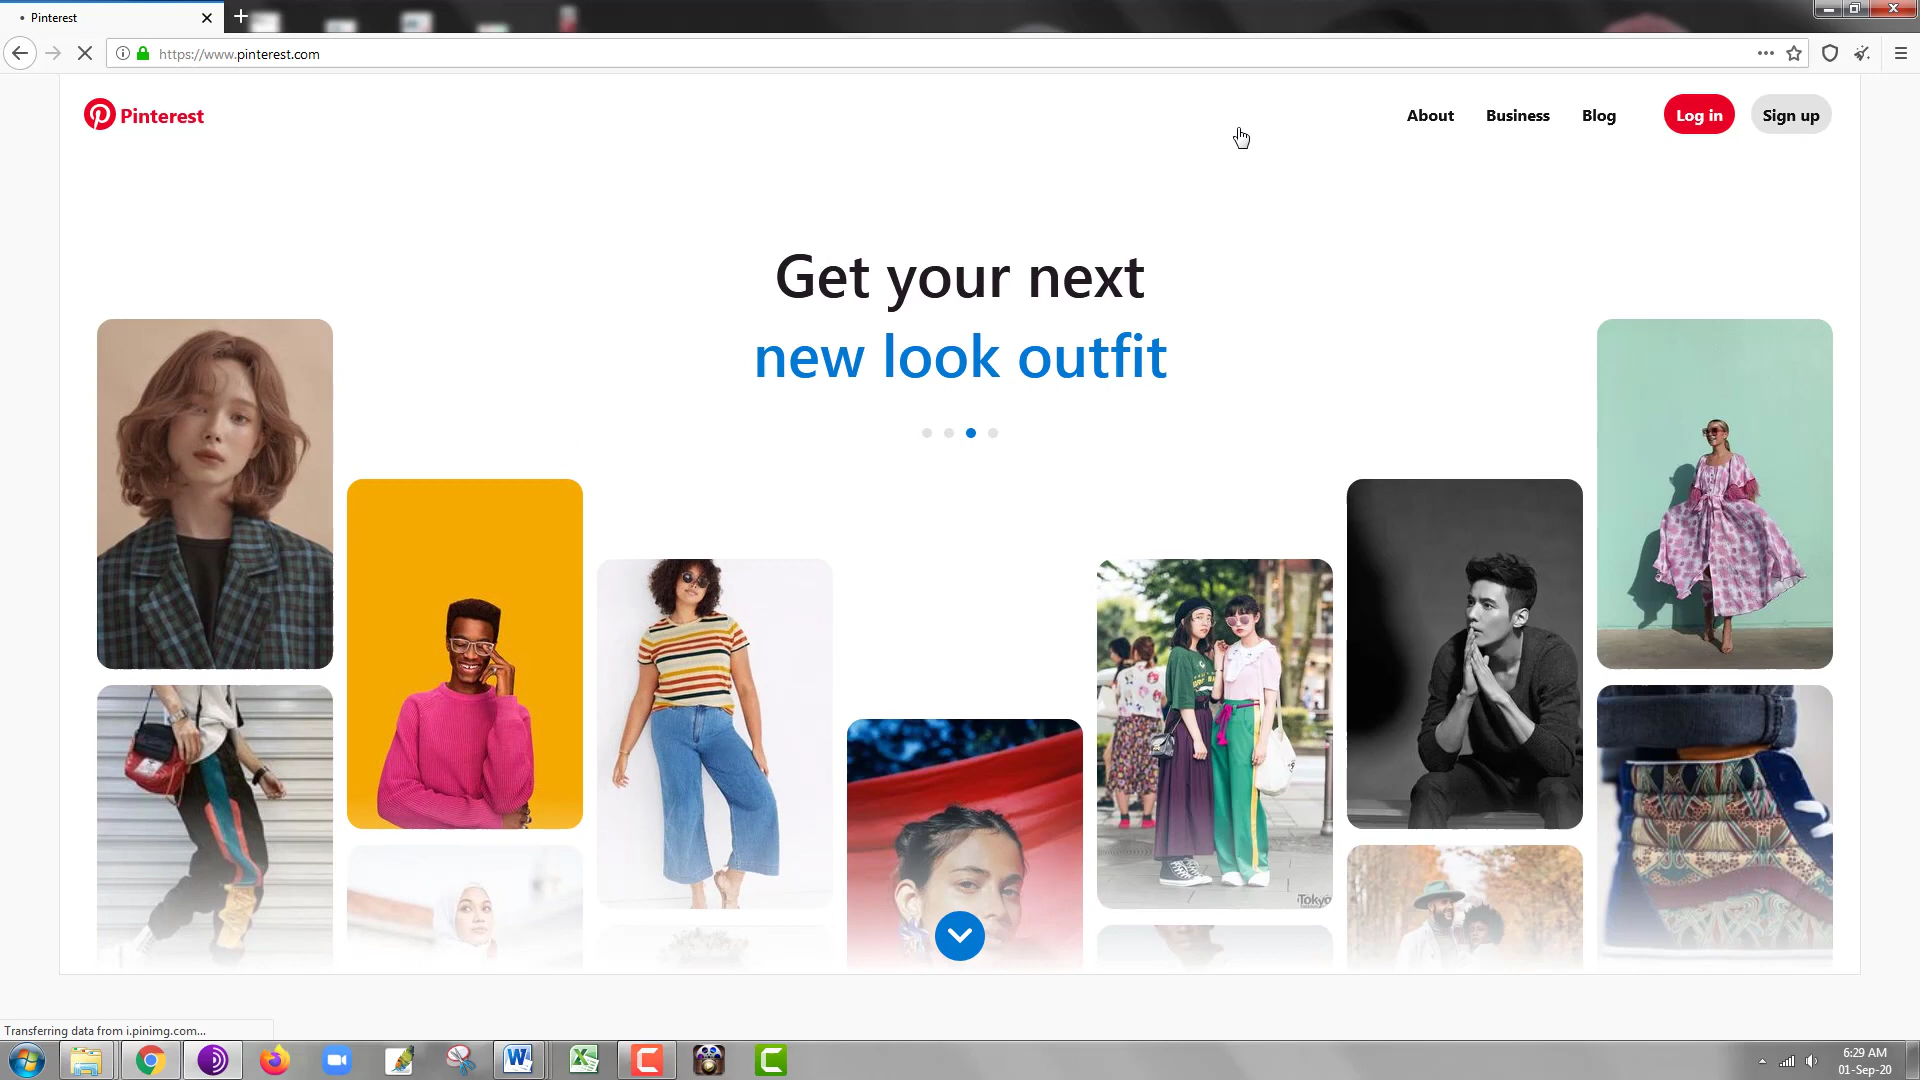 Pinterest
https://www.pinterest.com
Pinterest
About
Business
Blog
Log in
Sign up
Get your next
new look outfit
Tokyo
Transferring data from i.pinimg.com...
6:29 AM
01-Sep-20